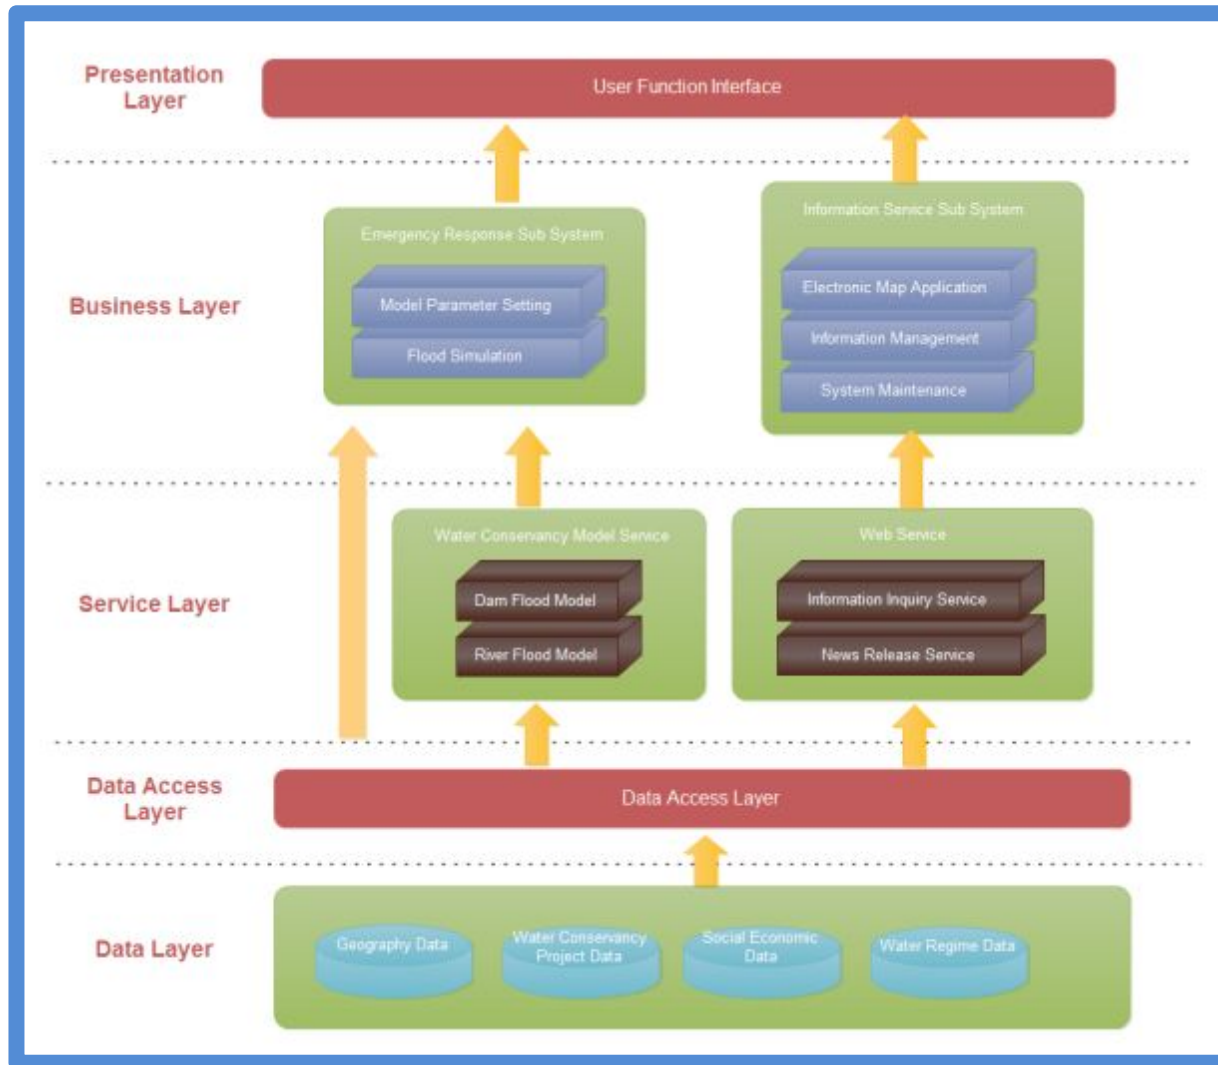 Presentation
Layer
User Function Interface
Business Layer
Emergency Response Sub System
Model Parameter Setting
Flood Simulation
Information Service Sub System
Electronic Map Application
Information Management
System Maintenance
Service Layer
Water Conservancy Model Service
Dam Flood Model
River Flood Model
Web Service
Information Inquiry Service
News Release Service
Data Access
Layer
Data Access Layer
Data Layer
Geography Data
Water Conservancy
Project Data
Social Economic
Data
Water Regime Data